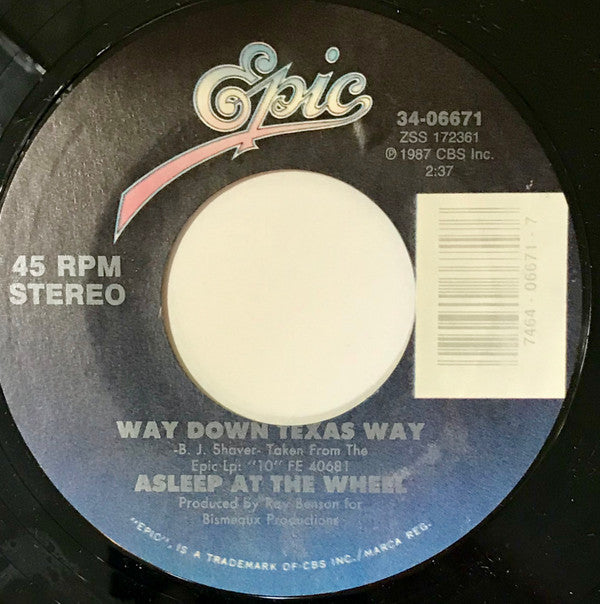 Epic
34-06671
ZSS 172361
℗ 1987 CBS Inc.
2:37
45 RPM
STEREO
7464-06671-7
WAY DOWN TEXAS WAY
-B. J. Shaver- Taken From The
Epic Lp: "10" FE 40681
ASLEEP AT THE WHEEL
Produced by Ray Benson for
Bismeaux Productions
"EPIC", IS A TRADEMARK OF CBS INC./MARCA REG.